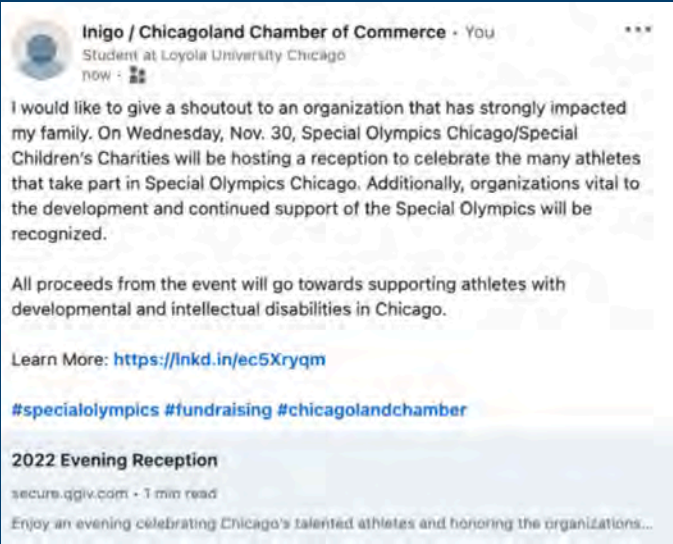 Inigo / Chicagoland Chamber of Commerce · You
Student at Loyola University Chicago
now ·
I would like to give a shoutout to an organization that has strongly impacted
my family. On Wednesday, Nov. 30, Special Olympics Chicago/Special
Children's Charities will be hosting a reception to celebrate the many athletes
that take part in Special Olympics Chicago. Additionally, organizations vital to
the development and continued support of the Special Olympics will be
recognized.
All proceeds from the event will go towards supporting athletes with
developmental and intellectual disabilities in Chicago.
Learn More: https://lnkd.in/ec5Xryqm
#specialolympics #fundraising #chicagolandchamber
2022 Evening Reception
secure.qgiv.com · 1 min read
Enjoy an evening celebrating Chicago's talented athletes and honoring the organizations...